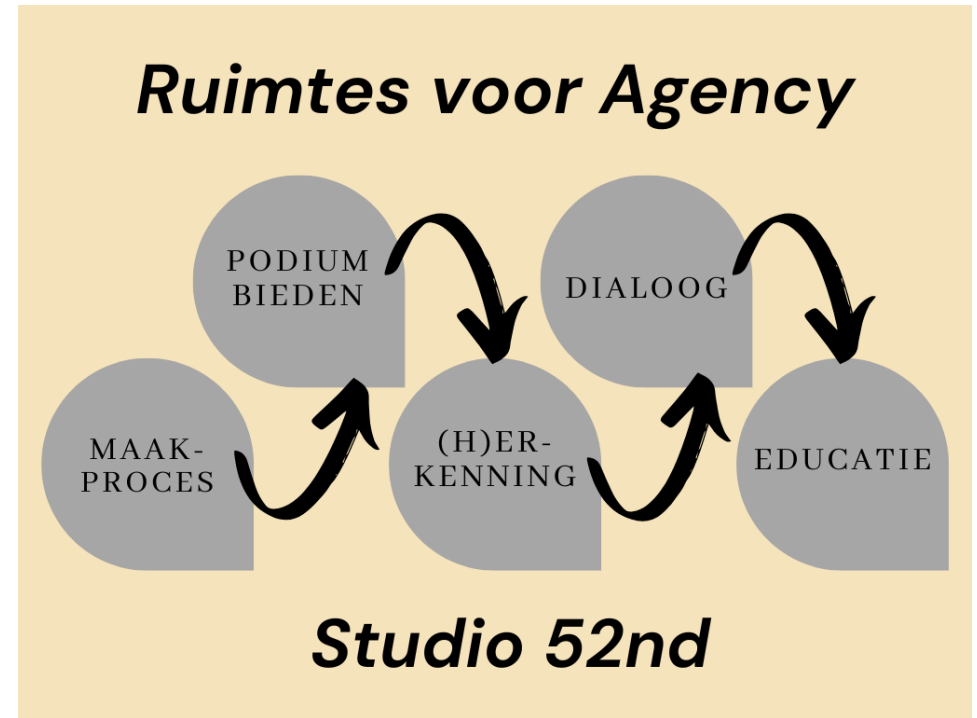 Ruimtes voor Agency
MAAK-
PROCES
PODIUM
BIEDEN
(H)ER-
KENNING
DIALOOG
EDUCATIE
Studio 52nd